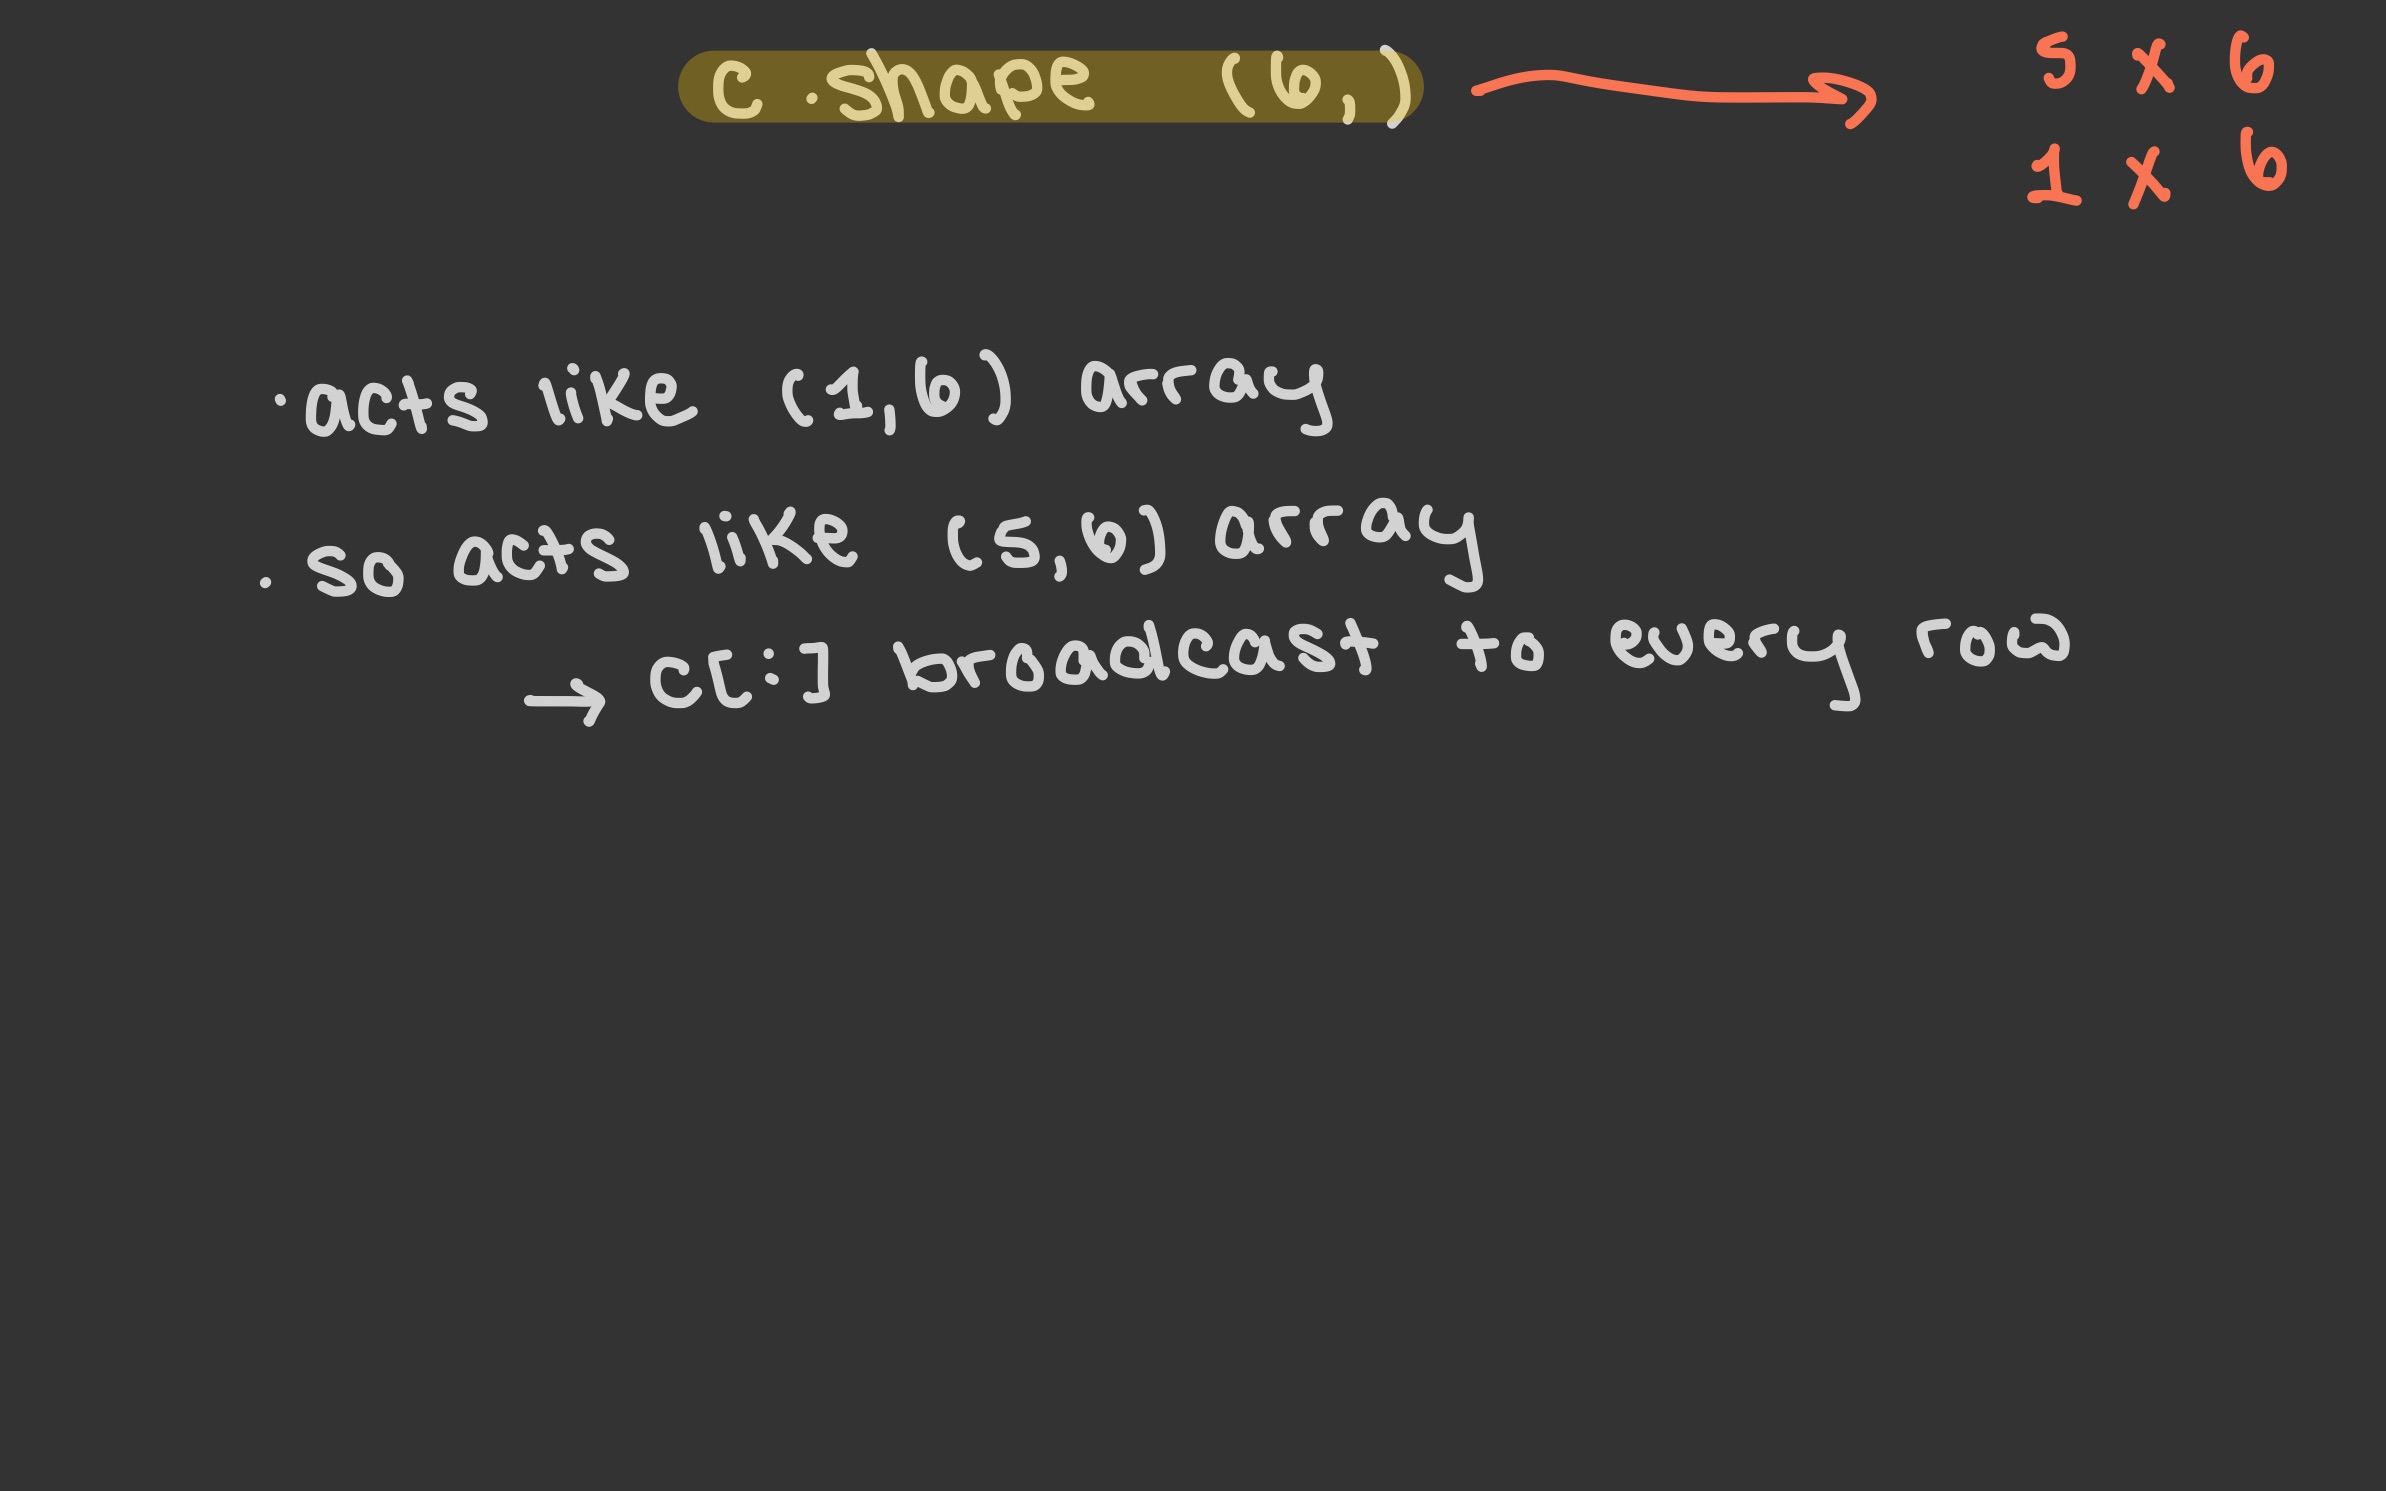 c.shape (6,)
5 x 6
1 x 6
· acts like (1,6) array
· so acts like (5,6) array
→ c[:] broadcast to every row